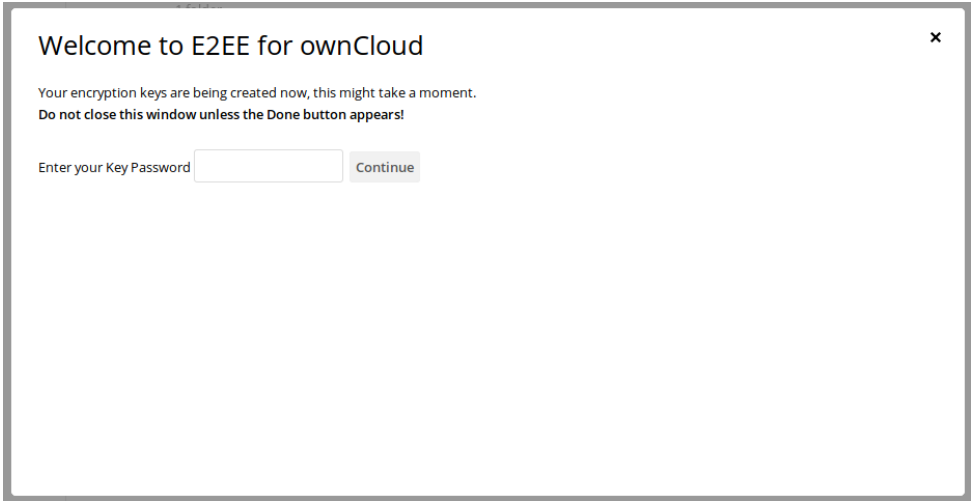 Welcome to E2EE for ownCloud
Your encryption keys are being created now, this might take a moment.
Do not close this window unless the Done button appears!
Enter your Key Password Continue